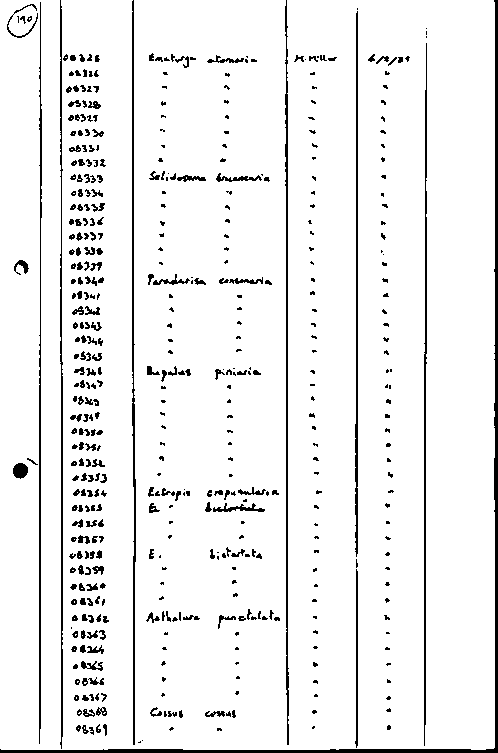 190
08325 Ematurga atomaria M. Millar 6/2/89
08326 " " " "
08327 " " " "
08328 " " " "
08329 " " " "
08330 " " " "
08331 " " " "
08332 " " " "
08333 Selidosema brunnearia " "
08334 " " " "
08335 " " " "
08336 " " " "
08337 " " " "
08338 " " " "
08339 " " " "
08340 Paradarisa consonaria " "
08341 " " " "
08342 " " " "
08343 " " " "
08344 " " " "
08345 " " " "
08346 Bupalus piniaria " "
08347 " " " "
08348 " " " "
08349 " " " "
08350 " " " "
08351 " " " "
08352 " " " "
08353 " " " "
08354 Ectropis crepuscularia " "
08355 E. " bistortata " "
08356 " " " "
08357 " " " "
08358 E. bistortata " "
08359 " " " "
08360 " " " "
08361 " " " "
08362 Aethalura punctulata " "
08363 " " " "
08364 " " " "
08365 " " " "
08366 " " " "
08367 " " " "
08368 Cossus cossus " "
08369 " " " "